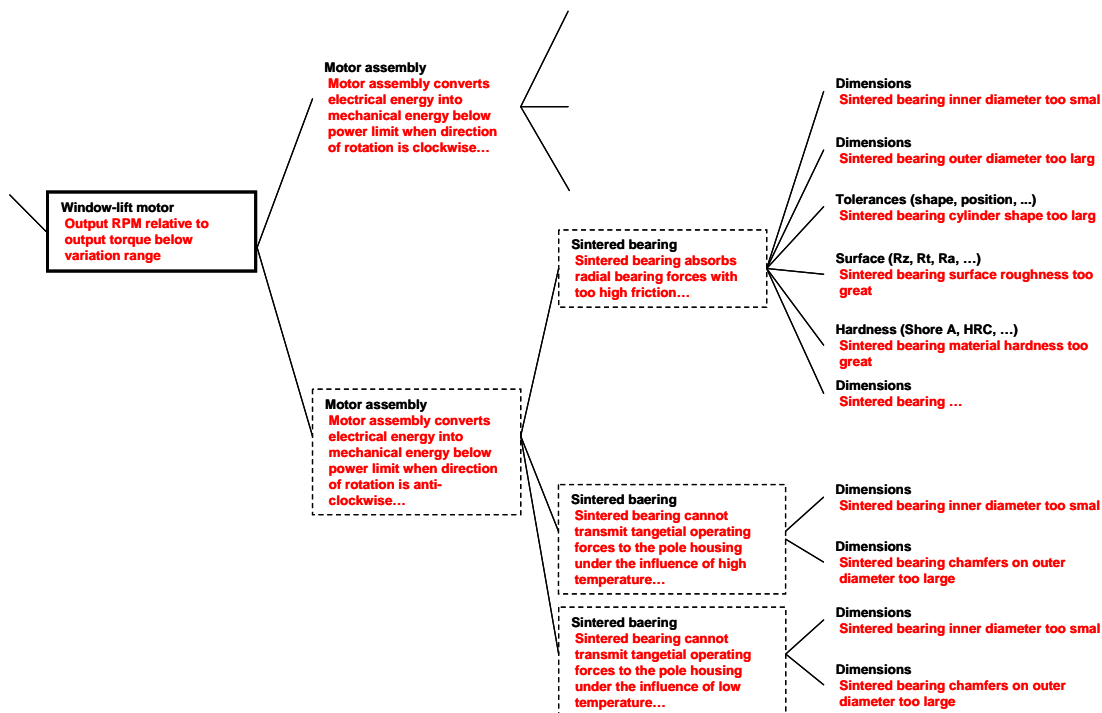 Window-lift motor
Output RPM relative to
output torque below
variation range
Motor assembly
Motor assembly converts
electrical energy into
mechanical energy below
power limit when direction
of rotation is clockwise…
Motor assembly
Motor assembly converts
electrical energy into
mechanical energy below
power limit when direction
of rotation is anti-
clockwise…
Sintered bearing
Sintered bearing absorbs
radial bearing forces with
too high friction…
Sintered baering
Sintered bearing cannot
transmit tangetial operating
forces to the pole housing
under the influence of high
temperature…
Sintered baering
Sintered bearing cannot
transmit tangetial operating
forces to the pole housing
under the influence of low
temperature…
Dimensions
Sintered bearing inner diameter too smal
Dimensions
Sintered bearing outer diameter too larg
Tolerances (shape, position, ...)
Sintered bearing cylinder shape too larg
Surface (Rz, Rt, Ra, …)
Sintered bearing surface roughness too
great
Hardness (Shore A, HRC, …)
Sintered bearing material hardness too
great
Dimensions
Sintered bearing …
Dimensions
Sintered bearing inner diameter too smal
Dimensions
Sintered bearing chamfers on outer
diameter too large
Dimensions
Sintered bearing inner diameter too smal
Dimensions
Sintered bearing chamfers on outer
diameter too large